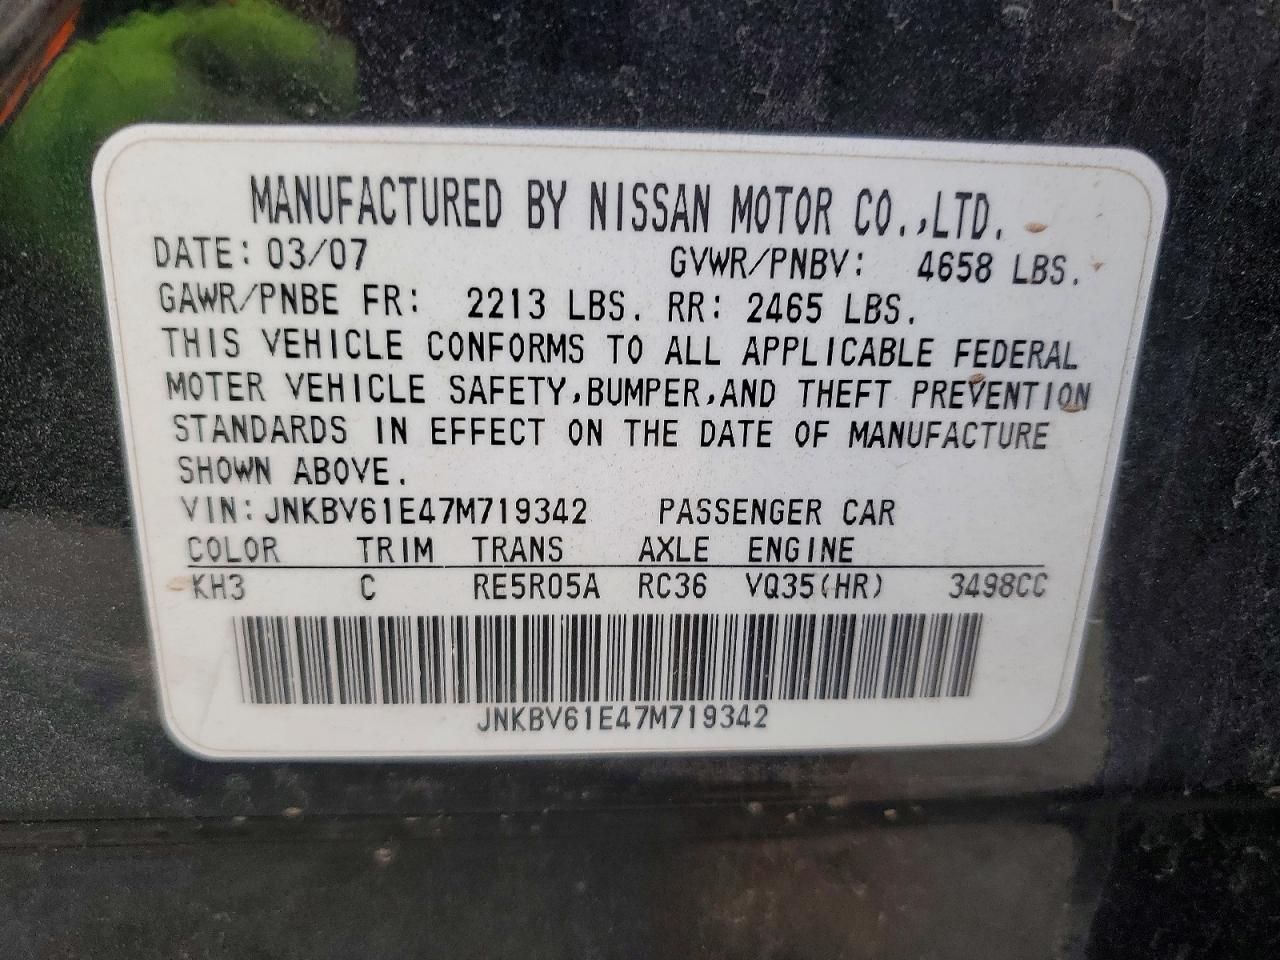 MANUFACTURED BY NISSAN MOTOR CO.,LTD.
DATE: 03/07 GVWR/PNBV: 4658 LBS.
GAWR/PNBE FR: 2213 LBS. RR: 2465 LBS.
THIS VEHICLE CONFORMS TO ALL APPLICABLE FEDERAL
MOTER VEHICLE SAFETY,BUMPER,AND THEFT PREVENTION
STANDARDS IN EFFECT ON THE DATE OF MANUFACTURE
SHOWN ABOVE.
VIN: JNKBV61E47M719342 PASSENGER CAR
COLOR TRIM TRANS AXLE ENGINE
KH3 C RE5R05A RC36 VQ35(HR) 3498CC
JNKBV61E47M719342